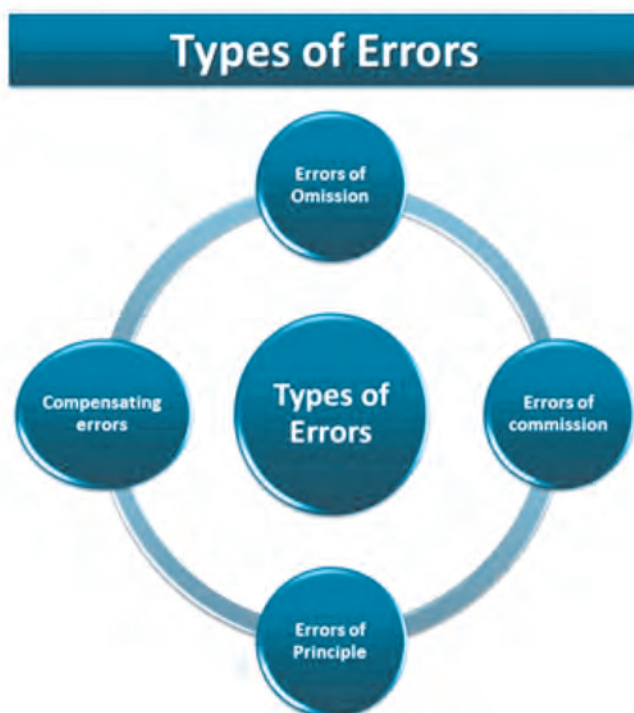 Types of Errors
Errors of
Omission
Compensating
errors
Types of
Errors
Errors of
commission
Errors of
Principle